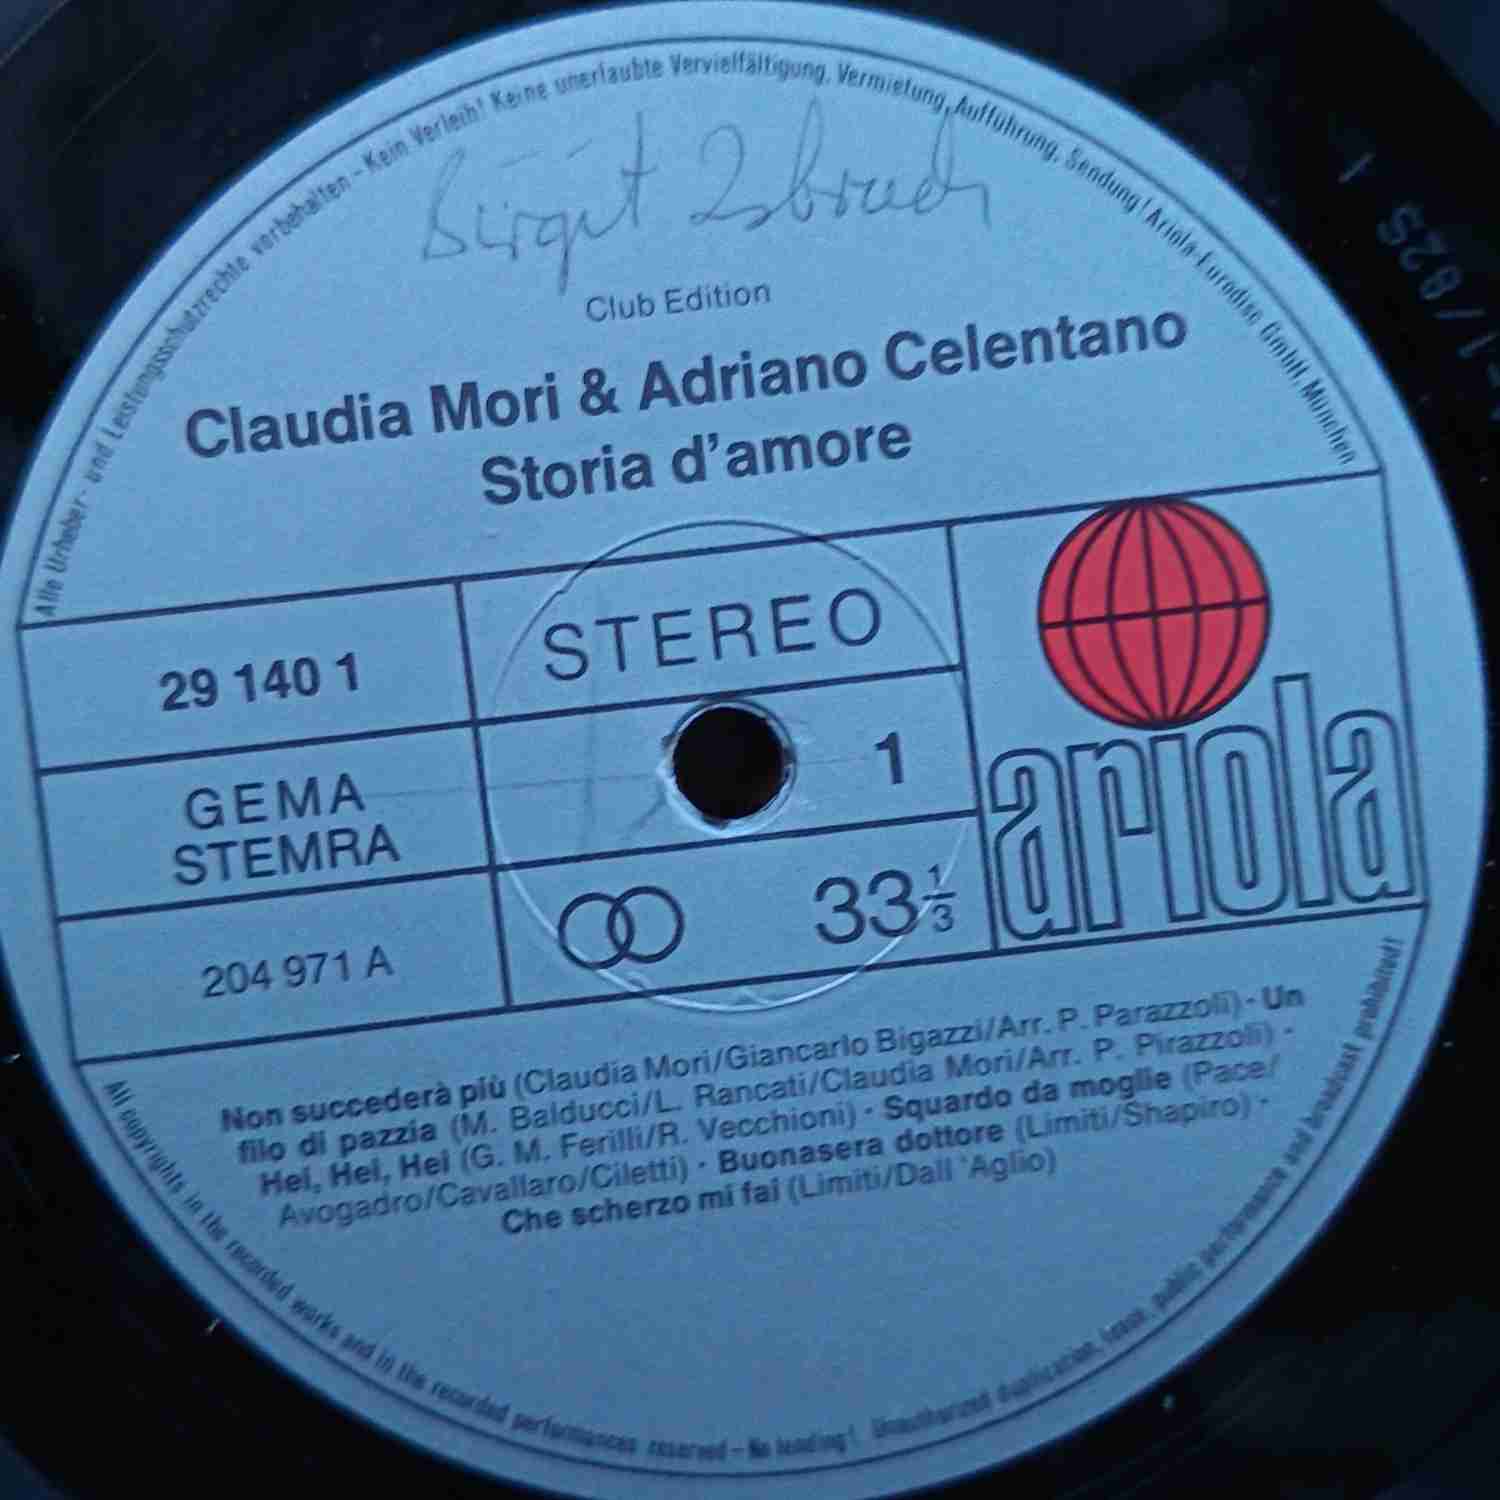 Alle Urheber- und Leistungsschutzrechte vorbehalten - Kein Verleih! Keine unerlaubte Vervielfältigung, Vermietung, Aufführung, Sendung! Ariola-Eurodisc GmbH, München
Birgit
Club Edition
Claudia Mori & Adriano Celentano
Storia d'amore
29 140 1
STEREO
GEMA
STEMRA
1
204 971 A
33 1/3
ariola
Non succederà più (Claudia Mori/Giancarlo Bigazzi/Arr. P. Parazzoli) · Un
filo di pazzia (M. Balducci/L. Rancati/Claudia Mori/Arr. P. Pirazzoli) ·
Hei, Hei, Hei (G. M. Ferilli/R. Vecchioni) · Squardo da moglie (Pace/
Avogadro/Cavallaro/Ciletti) · Buonasera dottore (Limiti/Shapiro) ·
Che scherzo mi fai (Limiti/Dall 'Aglio)
All copyrights in the recorded works and in the recorded performances reserved - No lending! Unauthorized duplication, lease, public performance and broadcast prohibited!